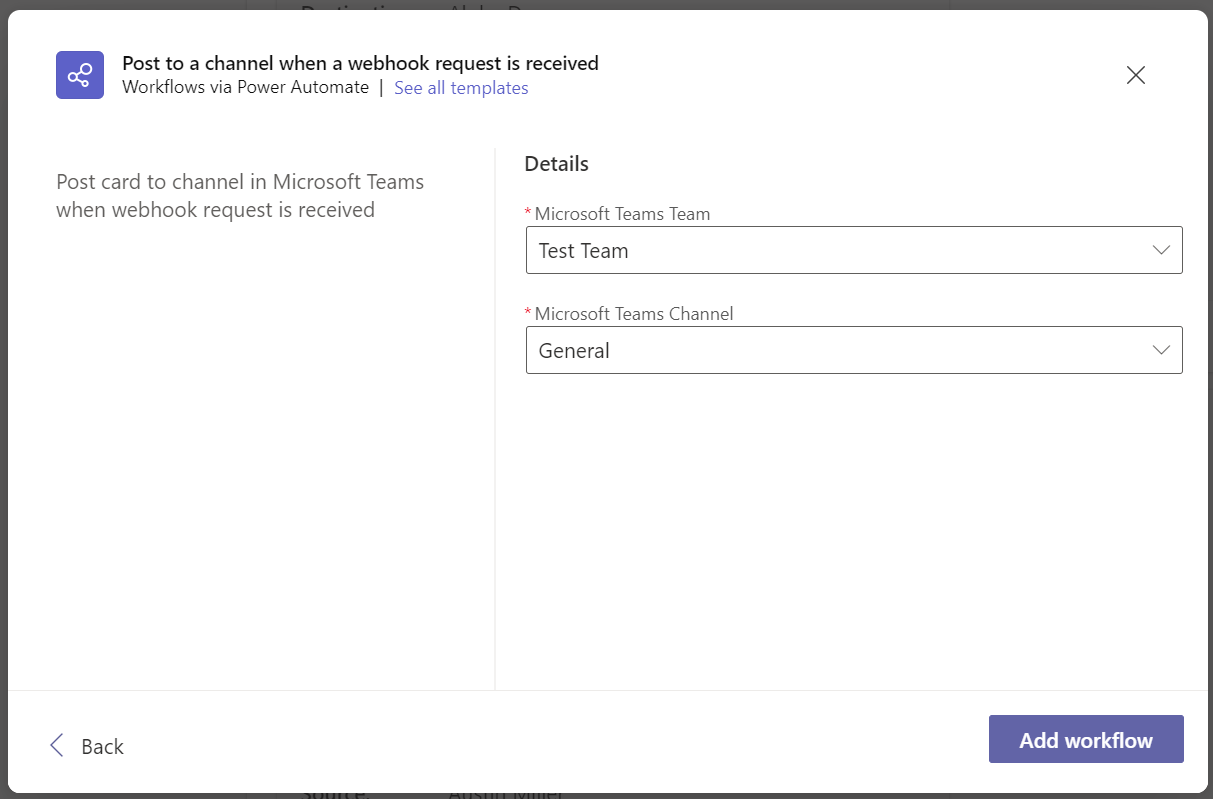 Post to a channel when a webhook request is received
Workflows via Power Automate | See all templates
Post card to channel in Microsoft Teams
when webhook request is received
Details
* Microsoft Teams Team
Test Team
* Microsoft Teams Channel
General
Back
Add workflow